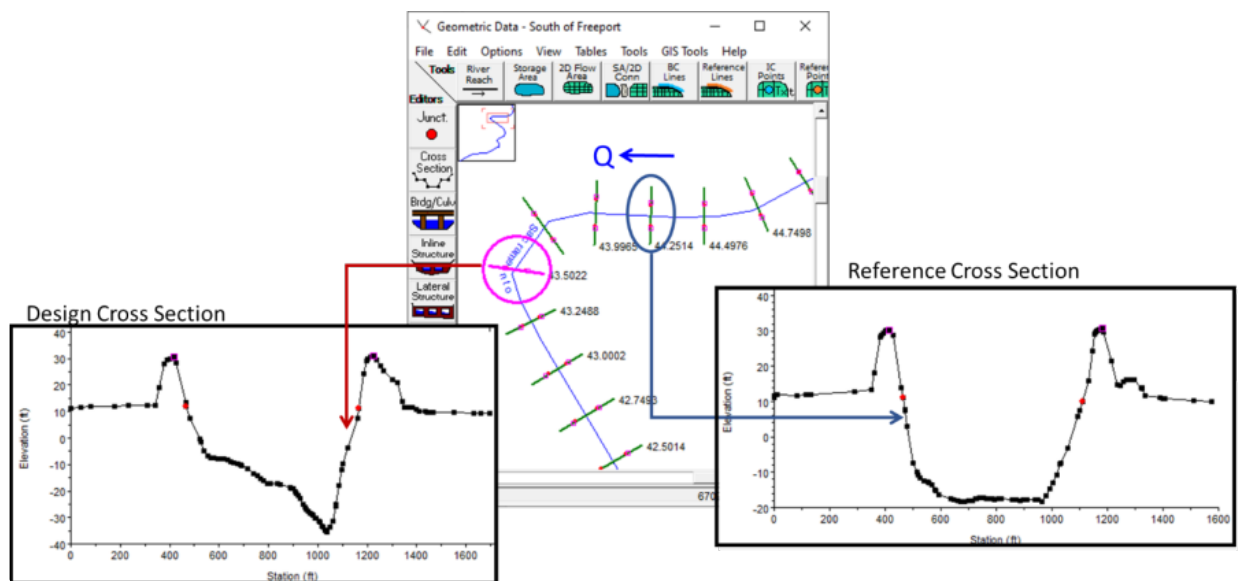 Geometric Data - South of Freeport
File Edit Options View Tables Tools GIS Tools Help
Tools
Editors
River
Reach
Storage
Area
2D Flow
Area
SA/2D
Conn
BC
Lines
Reference
Lines
IC
Points
Junct.
Cross
Section
Brdg/Culv
Inline
Structure
Lateral
Structure
Q
43.9965
44.2514
44.4976
44.7498
43.5022
43.2488
43.0002
42.7493
42.5014
670
Design Cross Section
Elevation (ft)
40
30
20
10
0
-10
-20
-30
-40
0 200 400 600 800 1000 1200 1400 1600
Station (ft)
Reference Cross Section
Elevation (ft)
40
30
20
10
0
-10
-20
0 200 400 600 800 1000 1200 1400 1600
Station (ft)